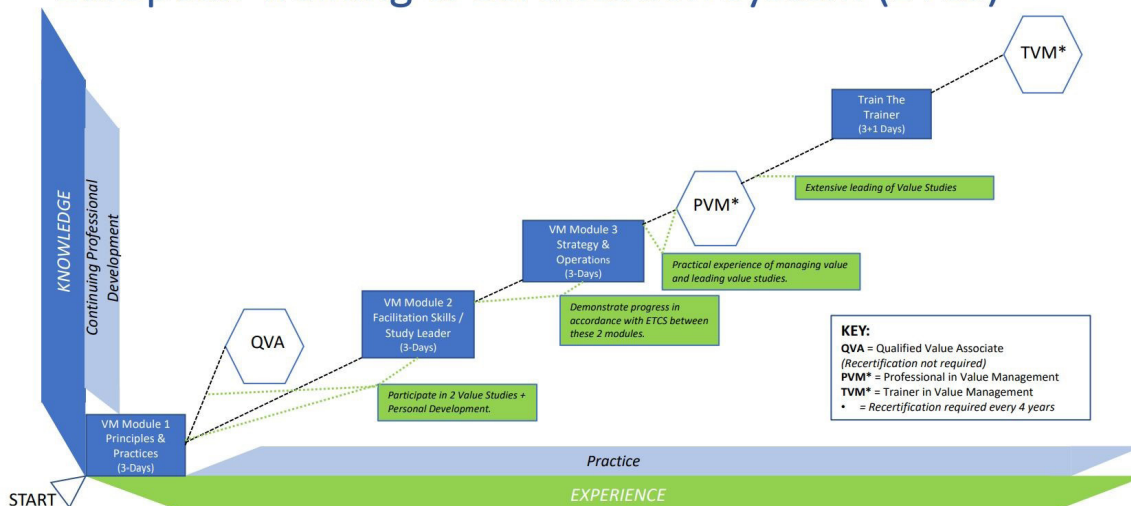 TVM*
Train The
Trainer
(3+1 Days)
Extensive leading of Value Studies
PVM*
VM Module 3
Strategy &
Operations
(3-Days)
Practical experience of managing value
and leading value studies.
VM Module 2
Facilitation Skills /
Study Leader
(3-Days)
Demonstrate progress in
accordance with ETCS between
these 2 modules.
QVA
Participate in 2 Value Studies +
Personal Development.
KNOWLEDGE
Continuing Professional
Development
VM Module 1
Principles &
Practices
(3-Days)
KEY:
QVA = Qualified Value Associate
(Recertification not required)
PVM* = Professional in Value Management
TVM* = Trainer in Value Management
• = Recertification required every 4 years
Practice
EXPERIENCE
START